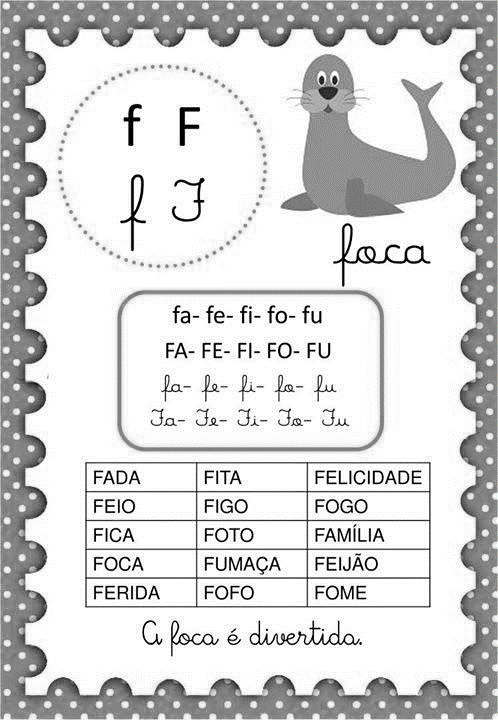 f F
f F
foca
fa- fe- fi- fo- fu
FA- FE- FI- FO- FU
fa- fe- fi- fo- fu
Fa- Fe- Fi- Fo- Fu
FADA FITA FELICIDADE
FEIO FIGO FOGO
FICA FOTO FAMÍLIA
FOCA FUMAÇA FEIJÃO
FERIDA FOFO FOME
A foca é divertida.